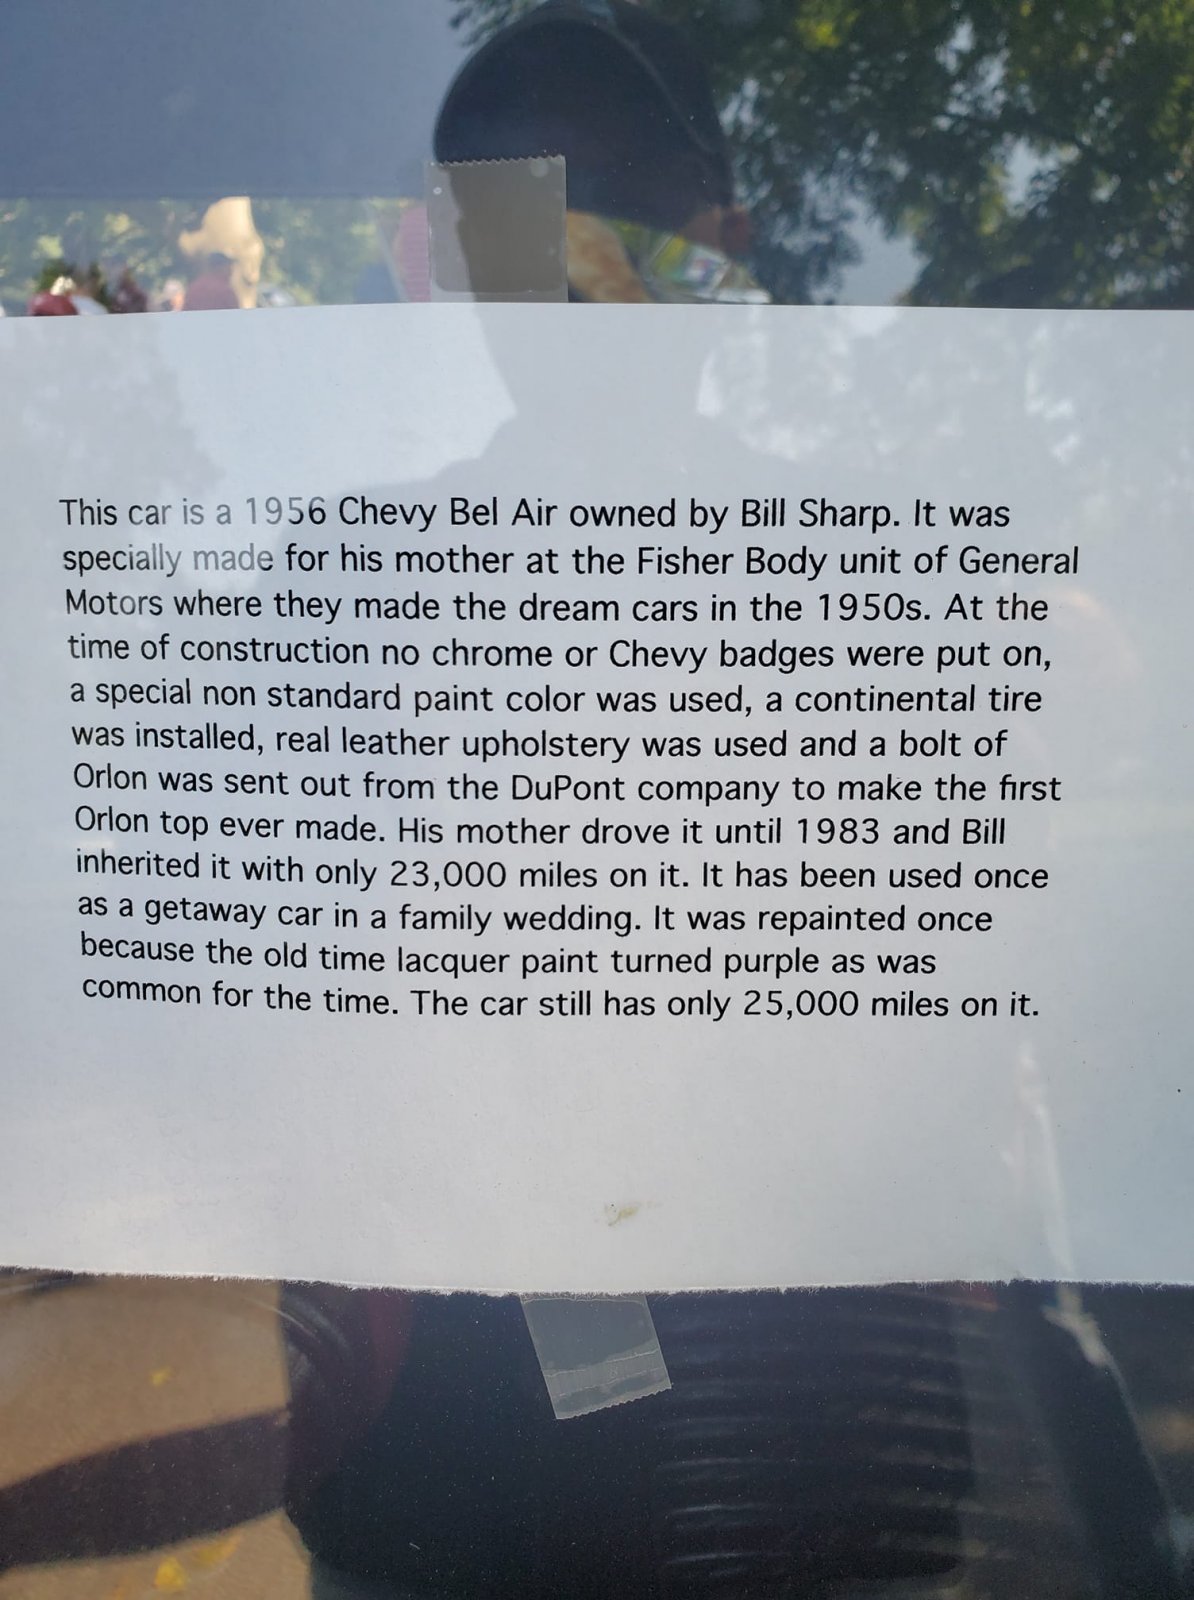 This car is a 1956 Chevy Bel Air owned by Bill Sharp. It was
specially made for his mother at the Fisher Body unit of General
Motors where they made the dream cars in the 1950s. At the
time of construction no chrome or Chevy badges were put on,
a special non standard paint color was used, a continental tire
was installed, real leather upholstery was used and a bolt of
Orlon was sent out from the DuPont company to make the first
Orlon top ever made. His mother drove it until 1983 and Bill
inherited it with only 23,000 miles on it. It has been used once
as a getaway car in a family wedding. It was repainted once
because the old time lacquer paint turned purple as was
common for the time. The car still has only 25,000 miles on it.